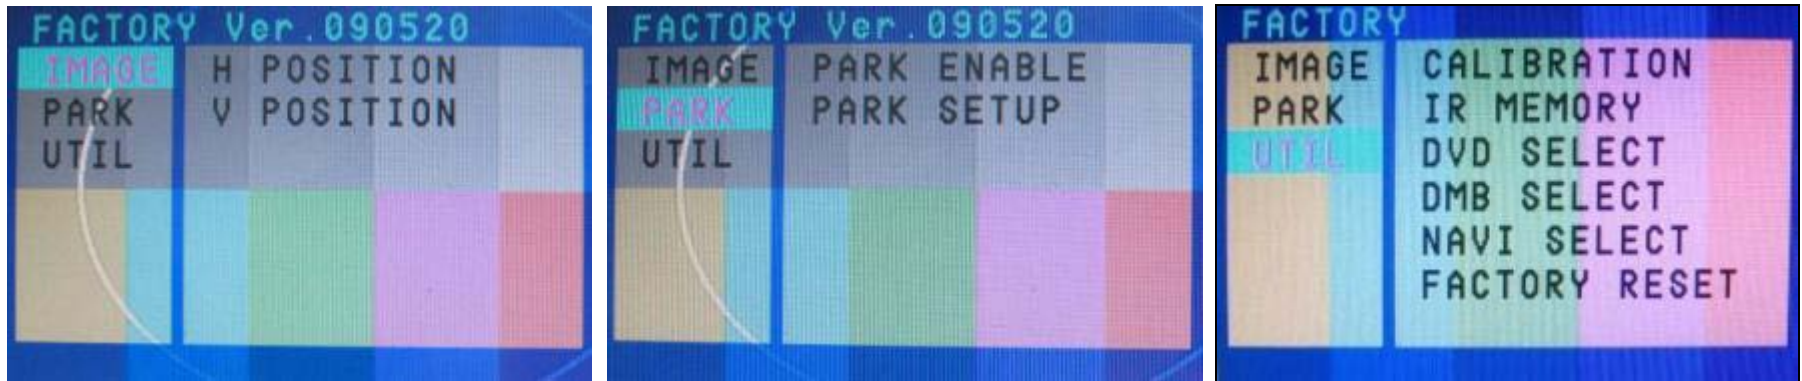 FACTORY Ver.090520
IMAGE H POSITION
PARK V POSITION
UTIL
FACTORY Ver.090520
IMAGE PARK ENABLE
PARK PARK SETUP
UTIL
FACTORY
IMAGE CALIBRATION
PARK IR MEMORY
UTIL DVD SELECT
DMB SELECT
NAVI SELECT
FACTORY RESET